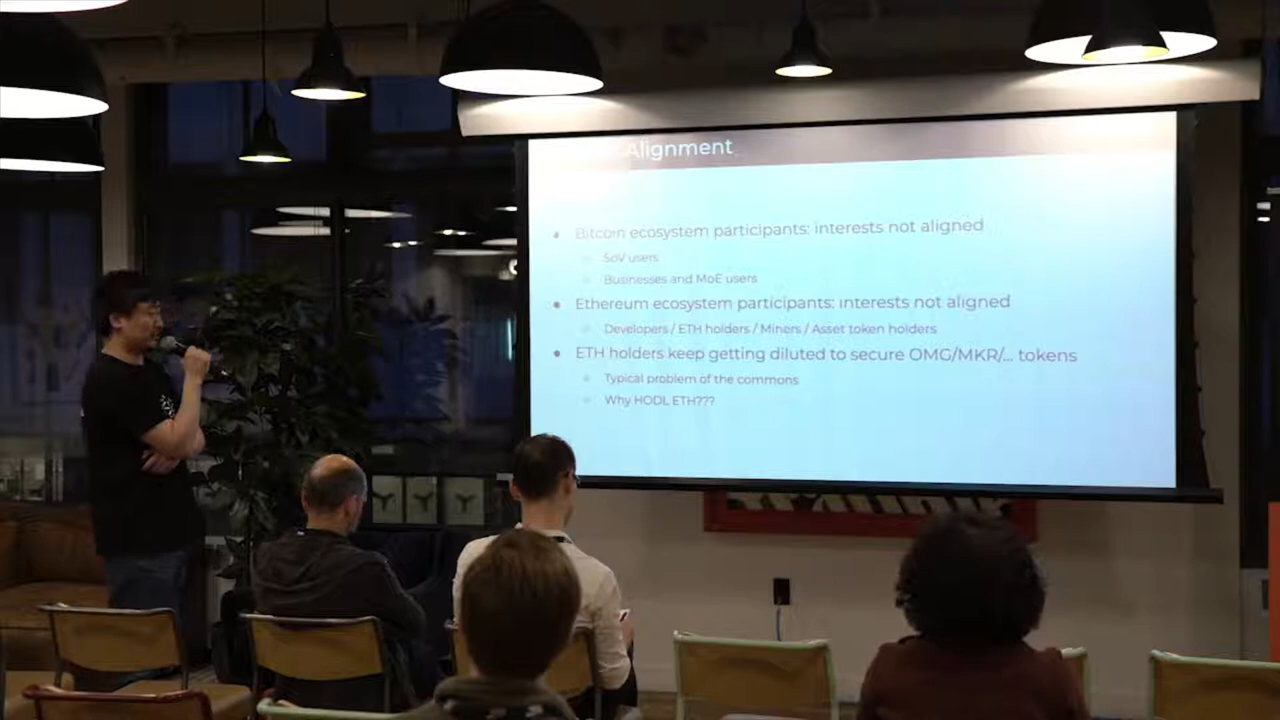 Alignment
Bitcoin ecosystem participants: interests not aligned
SoV users
Businesses and MoE users
Ethereum ecosystem participants: interests not aligned
Developers / ETH holders / Miners / Asset token holders
ETH holders keep getting diluted to secure OMG/MKR/... tokens
Typical problem of the commons
Why HODL ETH???